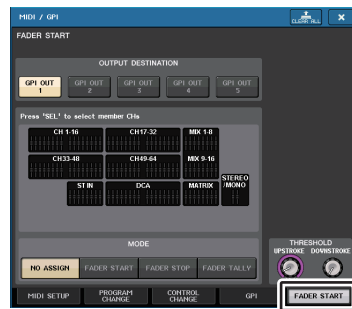 MIDI / GPI
CLEAR ALL
×
FADER START
OUTPUT DESTINATION
GPI OUT 1
GPI OUT 2
GPI OUT 3
GPI OUT 4
GPI OUT 5
Press 'SEL' to select member CHs
CH 1-16
CH17-32
MIX 1-8
CH33-48
CH49-64
MIX 9-16
ST IN
DCA
MATRIX
STEREO /MONO
MODE
NO ASSIGN
FADER START
FADER STOP
FADER TALLY
THRESHOLD
UPSTROKE
DOWNSTROKE
MIDI SETUP
PROGRAM CHANGE
CONTROL CHANGE
GPI
FADER START